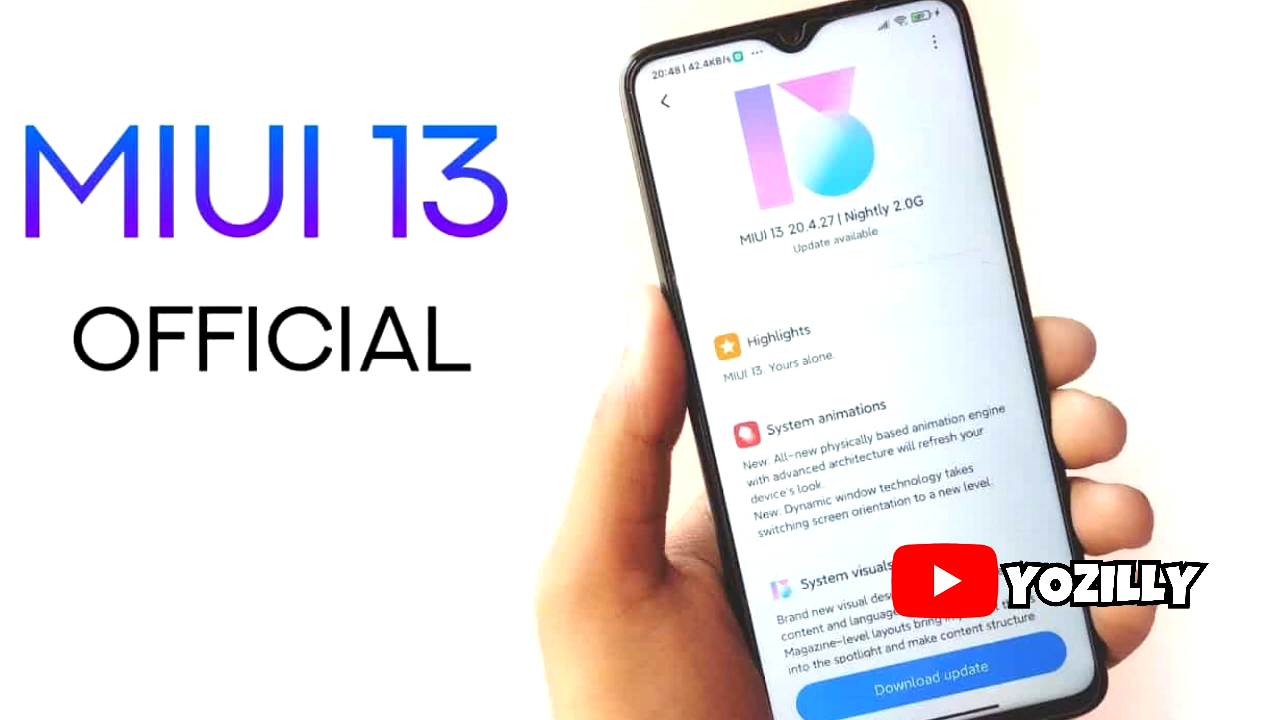 MIUI 13
OFFICIAL
20:48 | 42.4KB/s
MIUI 13 20.4.27 | Nightly 2.0G
Update available
Highlights
MIUI 13. Yours alone.
System animations
New: All-new physically based animation engine
with advanced architecture will refresh your
device's look.
New: Dynamic window technology takes
switching screen orientation to a new level.
System visuals
Brand new visual
content and
Magazine-level layouts bring
into the spotlight and make content structure
Download update
YOZILLY